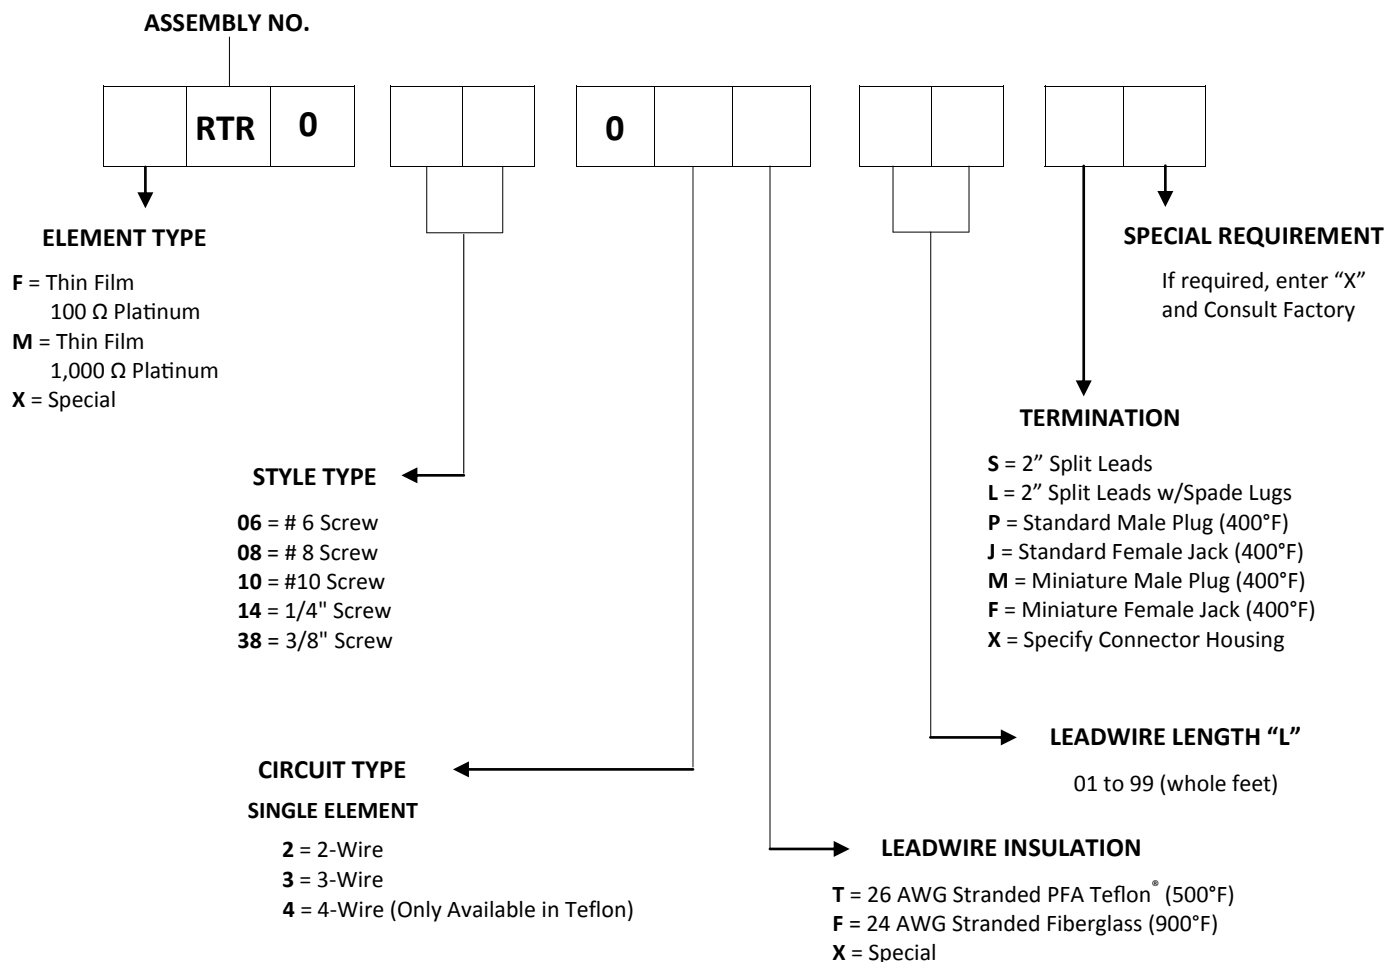 ASSEMBLY NO.
RTR 0 0
ELEMENT TYPE
F = Thin Film
100 Ω Platinum
M = Thin Film
1,000 Ω Platinum
X = Special
SPECIAL REQUIREMENT
If required, enter “X”
and Consult Factory
TERMINATION
S = 2” Split Leads
L = 2” Split Leads w/Spade Lugs
P = Standard Male Plug (400°F)
J = Standard Female Jack (400°F)
M = Miniature Male Plug (400°F)
F = Miniature Female Jack (400°F)
X = Specify Connector Housing
STYLE TYPE
06 = # 6 Screw
08 = # 8 Screw
10 = #10 Screw
14 = 1/4" Screw
38 = 3/8" Screw
LEADWIRE LENGTH “L”
01 to 99 (whole feet)
CIRCUIT TYPE
SINGLE ELEMENT
2 = 2-Wire
3 = 3-Wire
4 = 4-Wire (Only Available in Teflon)
LEADWIRE INSULATION
T = 26 AWG Stranded PFA Teflon® (500°F)
F = 24 AWG Stranded Fiberglass (900°F)
X = Special